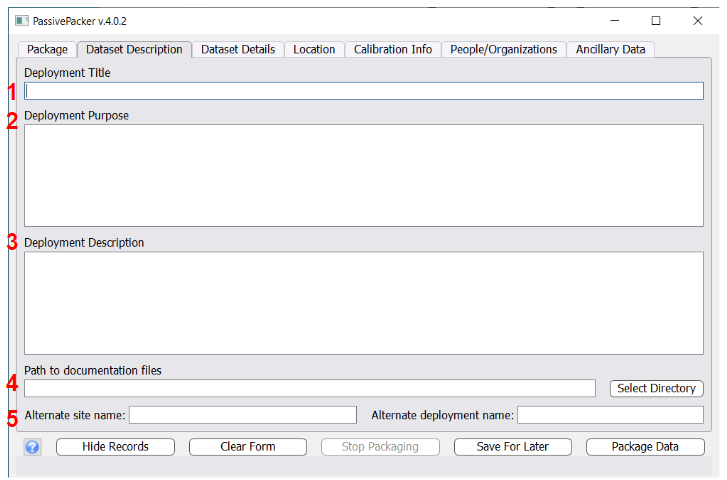 PassivePacker v.4.0.2
Package Dataset Description Dataset Details Location Calibration Info People/Organizations Ancillary Data
Deployment Title
1
2 Deployment Purpose
3 Deployment Description
Path to documentation files
4 Select Directory
5 Alternate site name: Alternate deployment name:
? Hide Records Clear Form Stop Packaging Save For Later Package Data